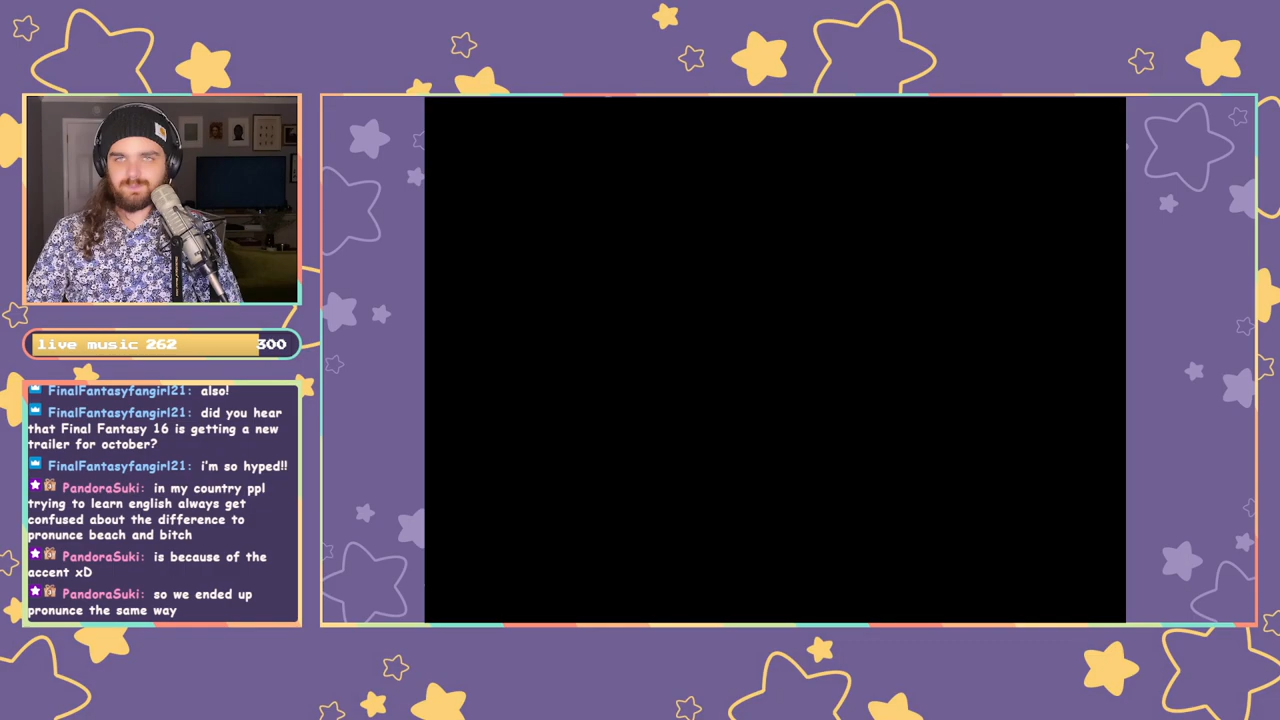 live music 262 300
FinalFantasyfangirl21: also!
FinalFantasyfangirl21: did you hear
that Final Fantasy 16 is getting a new
trailer for october?
FinalFantasyfangirl21: i'm so hyped!!
PandoraSuki: in my country ppl
trying to learn english always get
confused about the difference to
pronunce beach and bitch
PandoraSuki: is because of the
accent xD
PandoraSuki: so we ended up
pronunce the same way